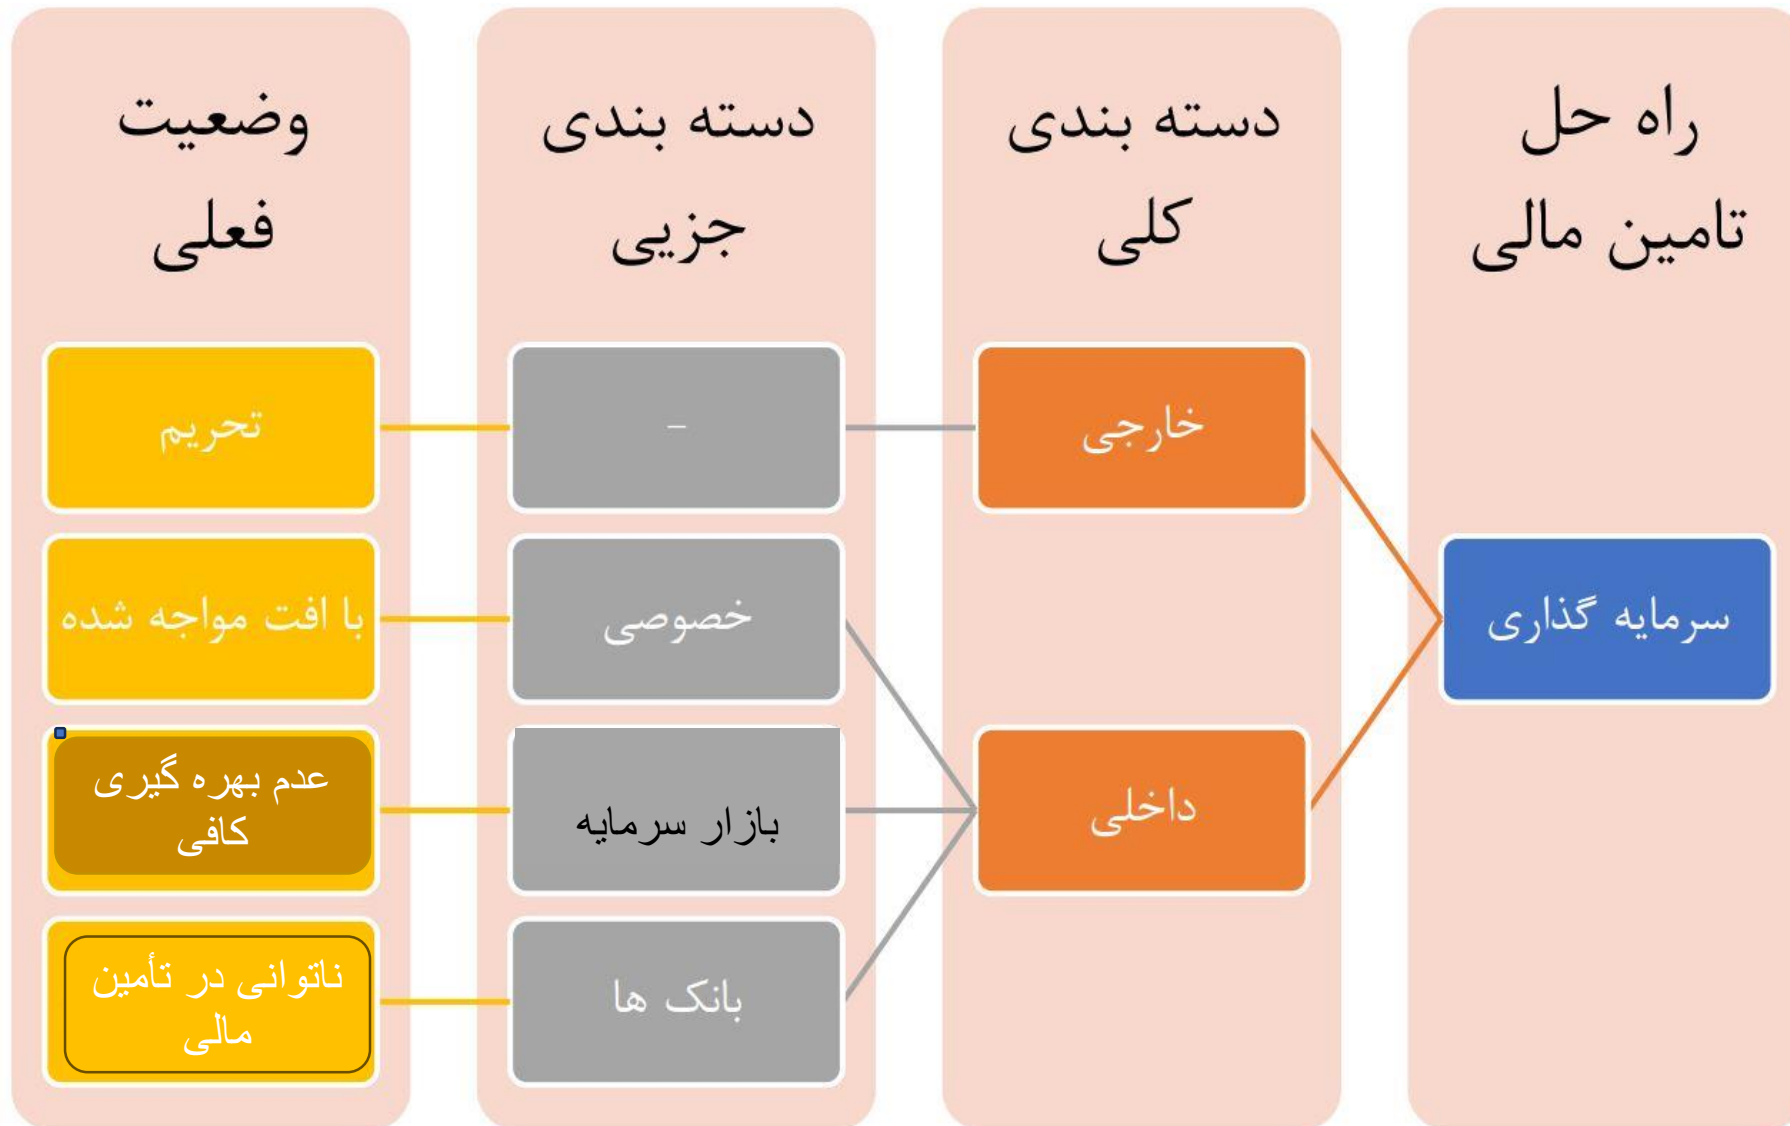 راه حل
تامین مالی
دسته بندی
کلی
دسته بندی
جزیی
وضعیت
فعلی
سرمایه گذاری
خارجی
داخلی
–
خصوصی
بازار سرمایه
بانک ها
تحریم
با افت مواجه شده
عدم بهره گیری
کافی
ناتوانی در تأمین
مالی